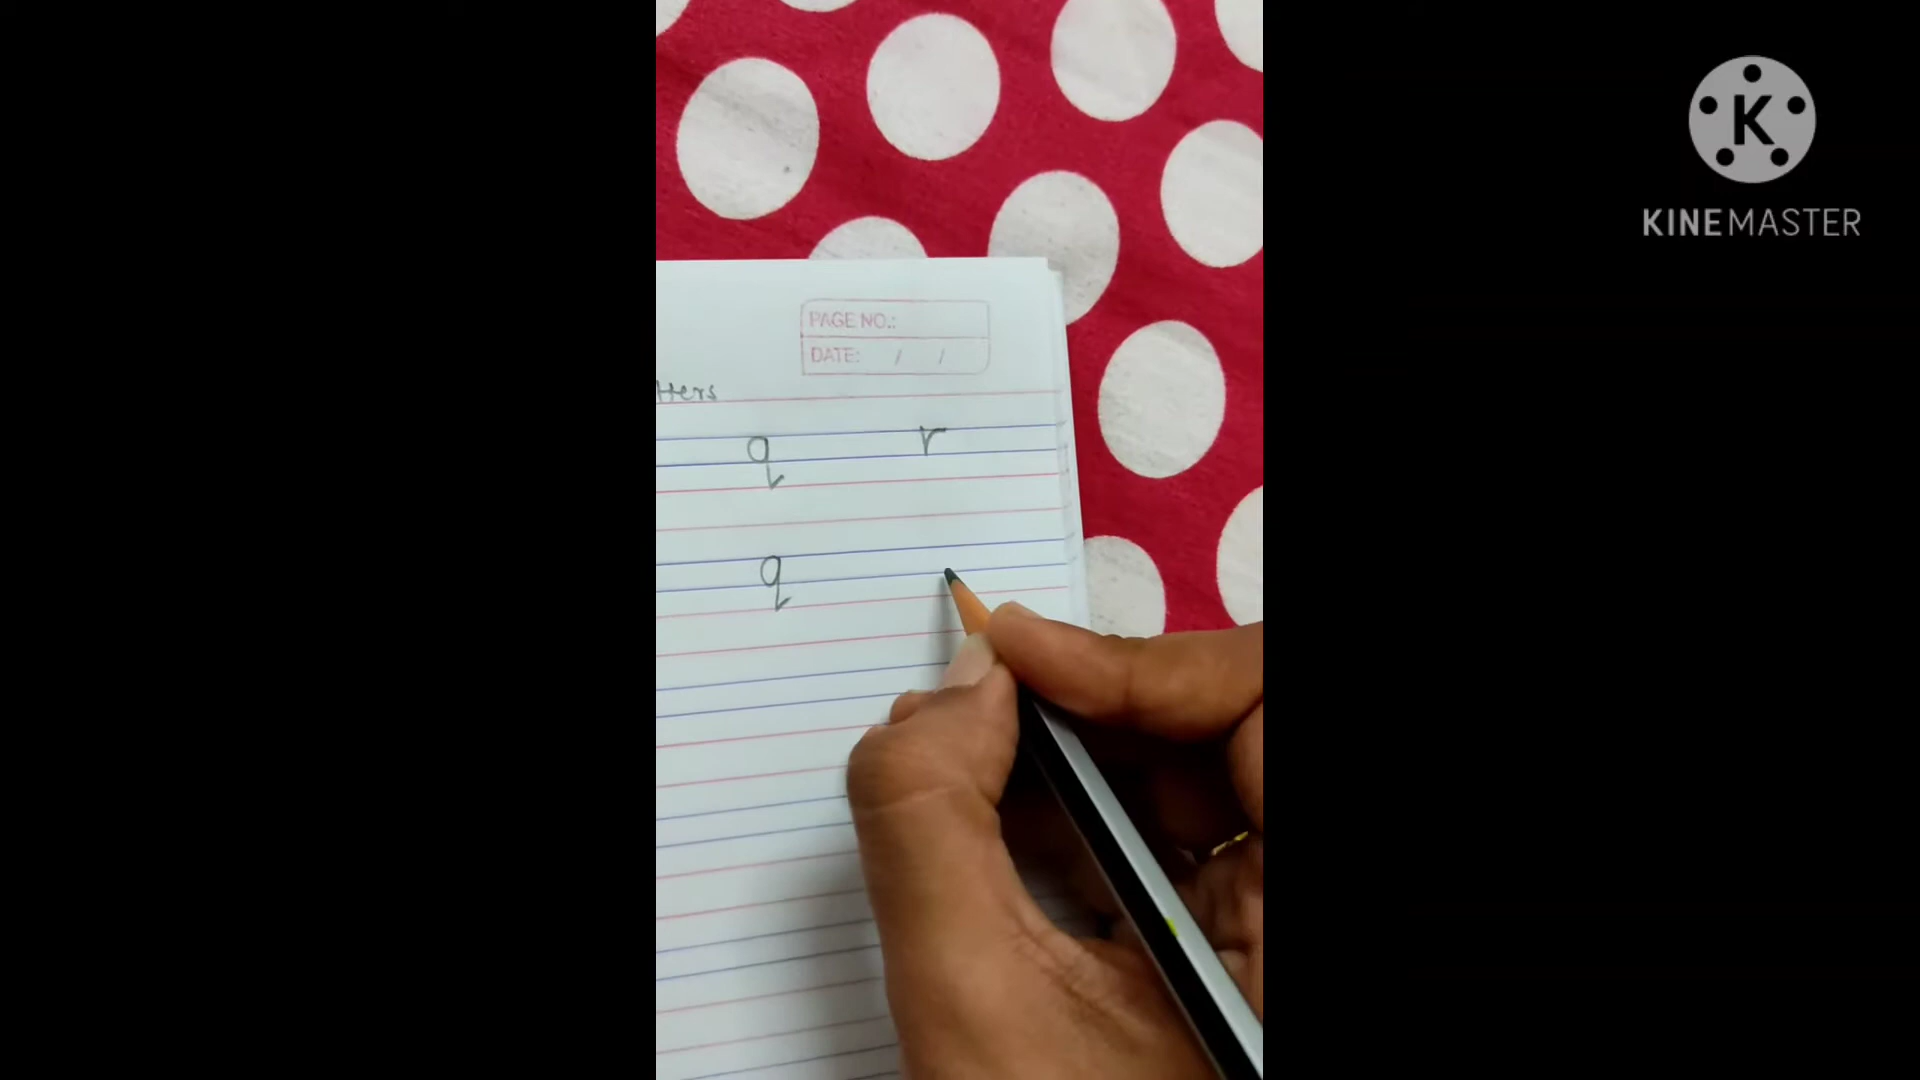 PAGE NO.:
DATE: / /
tters
q r
q
K
KINEMASTER